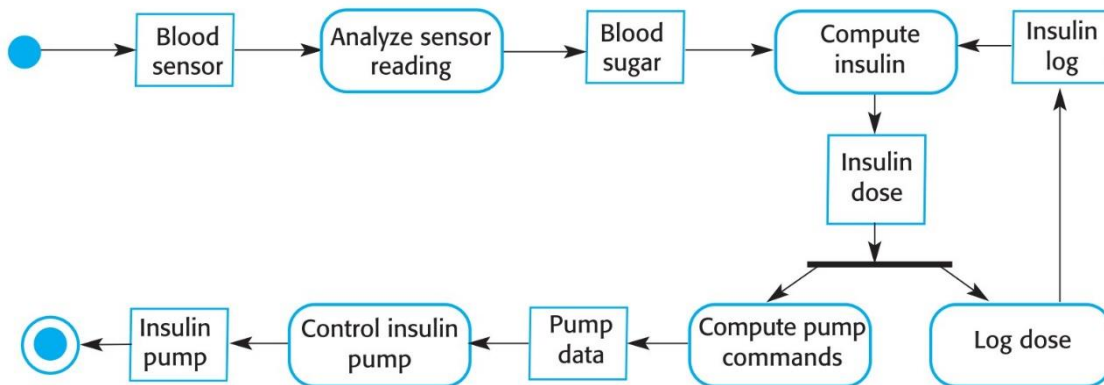 Blood
sensor
Analyze sensor
reading
Blood
sugar
Compute
insulin
Insulin
log
Insulin
dose
Insulin
pump
Control insulin
pump
Pump
data
Compute pump
commands
Log dose